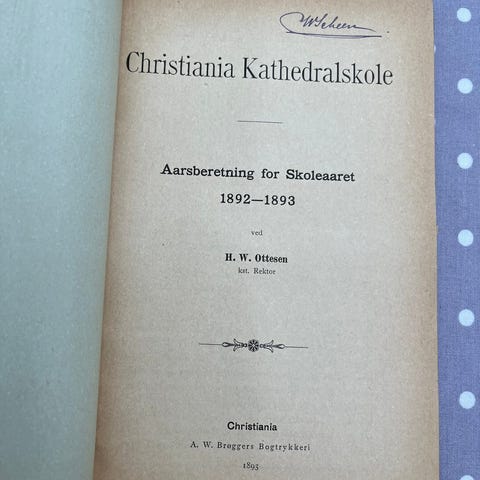 Christiania Kathedralskole
Aarsberetning for Skoleaaret
1892—1893
ved
H. W. Ottesen
kst. Rektor
Christiania
A. W. Brøggers Bogtrykkeri
1893